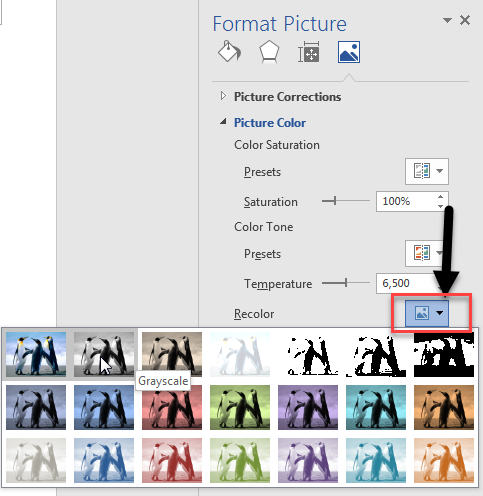 Format Picture
Picture Corrections
Picture Color
Color Saturation
Presets
Saturation 100%
Color Tone
Presets
Temperature 6,500
Recolor
Grayscale